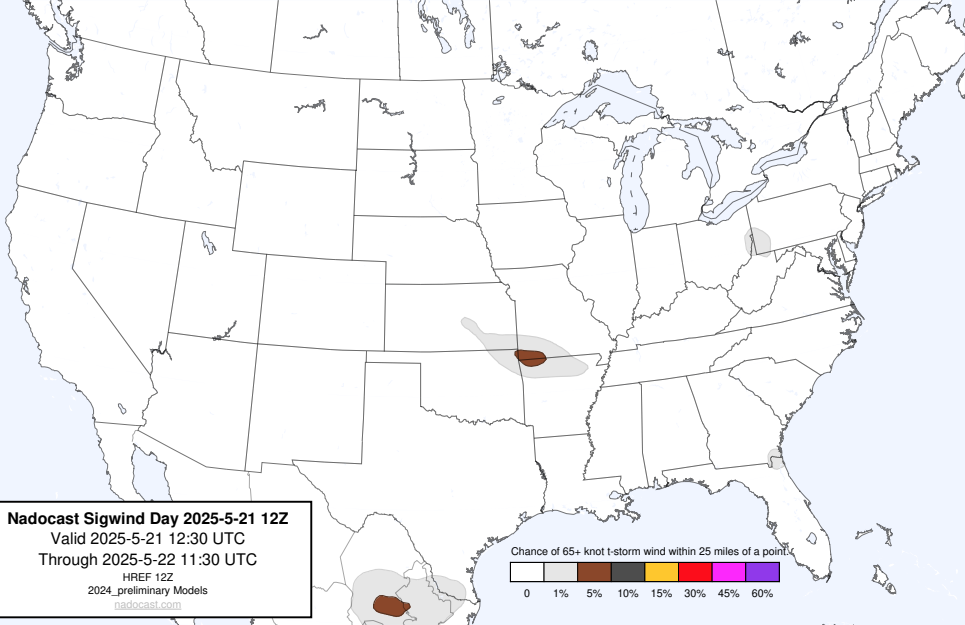 Nadocast Sigwind Day 2025-5-21 12Z
Valid 2025-5-21 12:30 UTC
Through 2025-5-22 11:30 UTC
HREF 12Z
2024_preliminary Models
nadocast.com
Chance of 65+ knot t-storm wind within 25 miles of a point.
0 1% 5% 10% 15% 30% 45% 60%